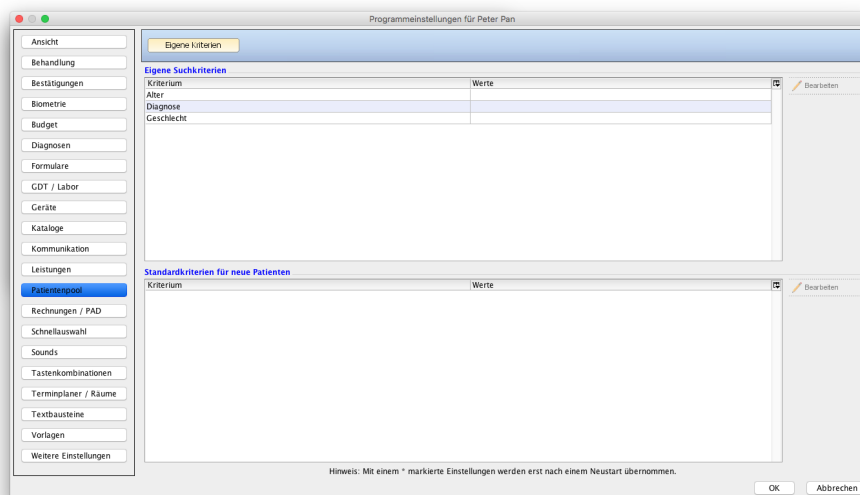 Programmeinstellungen für Peter Pan
Ansicht
Behandlung
Bestätigungen
Biometrie
Budget
Diagnosen
Formulare
GDT / Labor
Geräte
Kataloge
Kommunikation
Leistungen
Patientenpool
Rechnungen / PAD
Schnellauswahl
Sounds
Tastenkombinationen
Terminplaner / Räume
Textbausteine
Vorlagen
Weitere Einstellungen
Eigene Kriterien
Eigene Suchkriterien
Kriterium Werte
Alter
Diagnose
Geschlecht
Bearbeiten
Standardkriterien für neue Patienten
Kriterium Werte
Bearbeiten
Hinweis: Mit einem * markierte Einstellungen werden erst nach einem Neustart übernommen.
OK Abbrechen